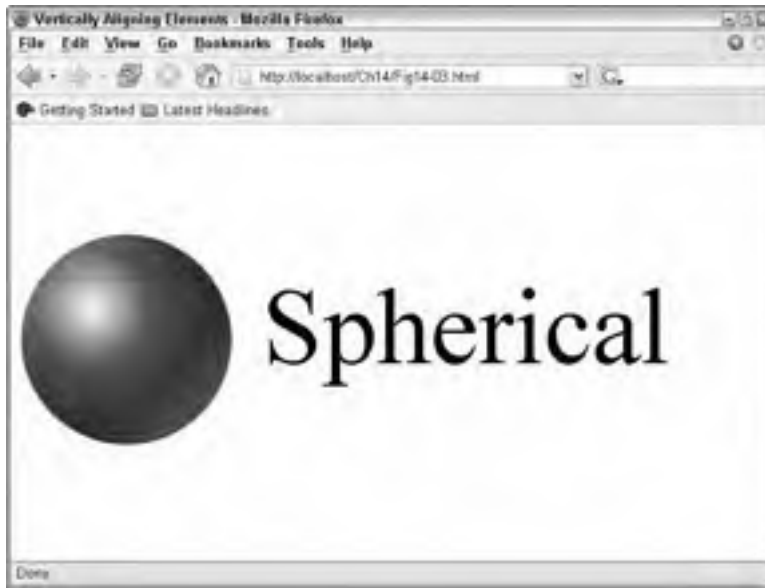 Vertically Aligning Elements - Mozilla Firefox
File Edit View Go Bookmarks Tools Help
http://localhost/Ch14/Fig14-03.html
Getting Started Latest Headlines
Spherical
Done